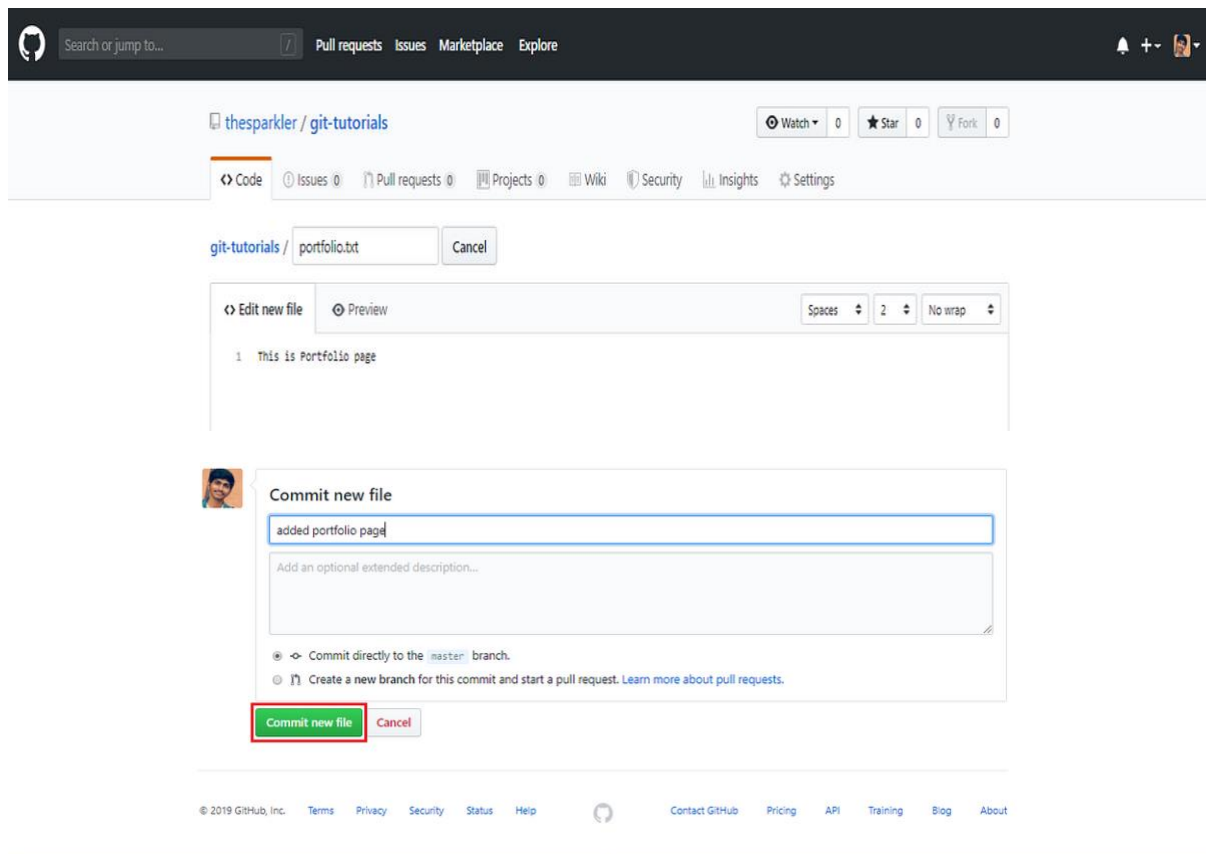 Search or jump to... / Pull requests Issues Marketplace Explore
thesparkler / git-tutorials Watch 0 Star 0 Fork 0
Code Issues 0 Pull requests 0 Projects 0 Wiki Security Insights Settings
git-tutorials / portfolio.txt Cancel
<> Edit new file Preview Spaces 2 No wrap
1 This is Portfolio page
Commit new file
added portfolio page
Add an optional extended description...
Commit directly to the master branch.
Create a new branch for this commit and start a pull request. Learn more about pull requests.
Commit new file Cancel
© 2019 GitHub, Inc. Terms Privacy Security Status Help Contact GitHub Pricing API Training Blog About